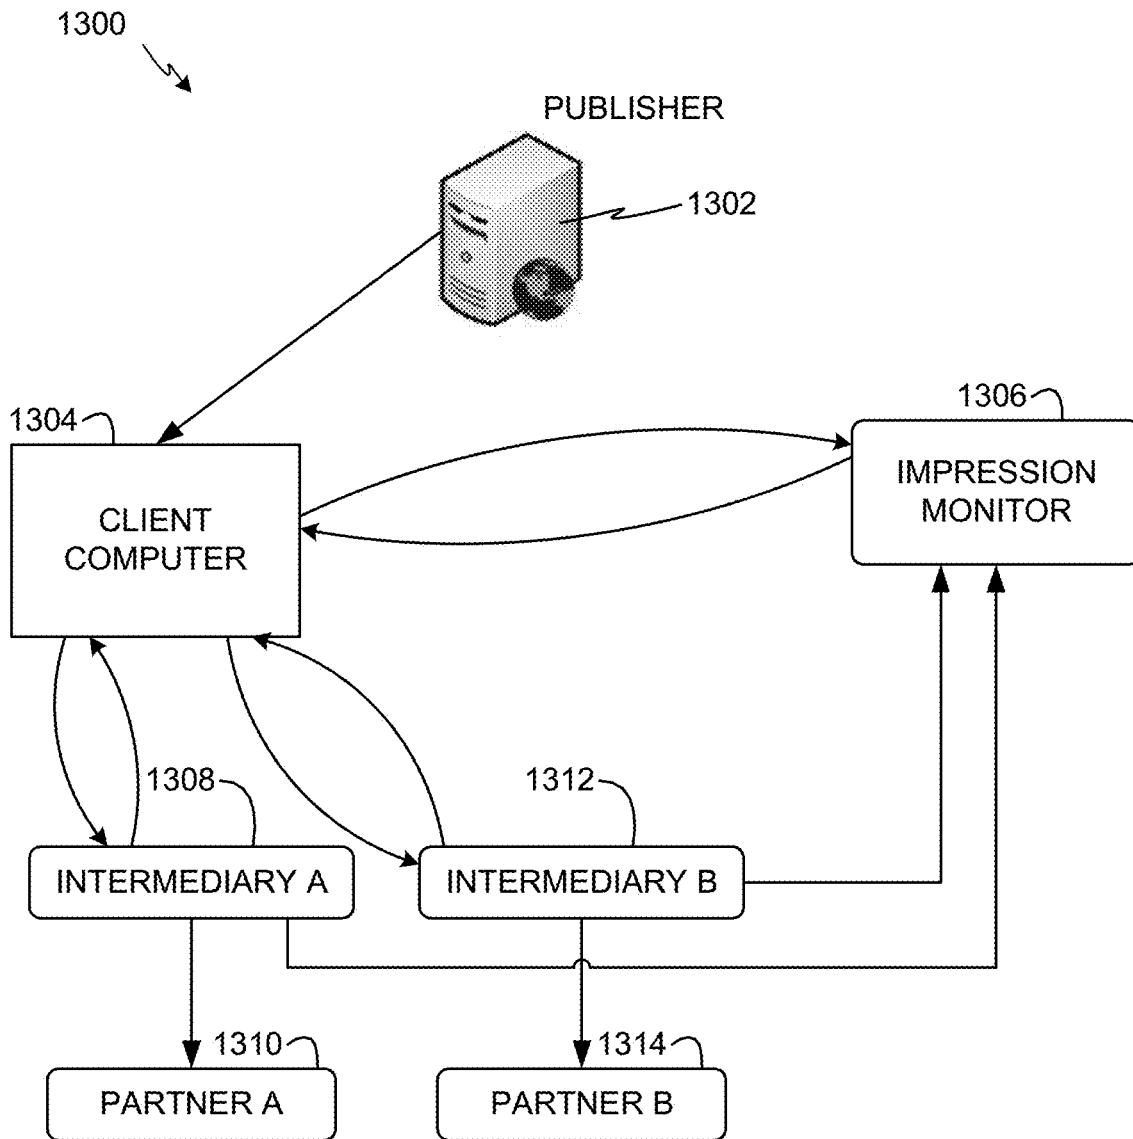 1300
PUBLISHER
1302
1304
1306
CLIENT
COMPUTER
IMPRESSION
MONITOR
1308
1312
INTERMEDIARY A
INTERMEDIARY B
1310
1314
PARTNER A
PARTNER B